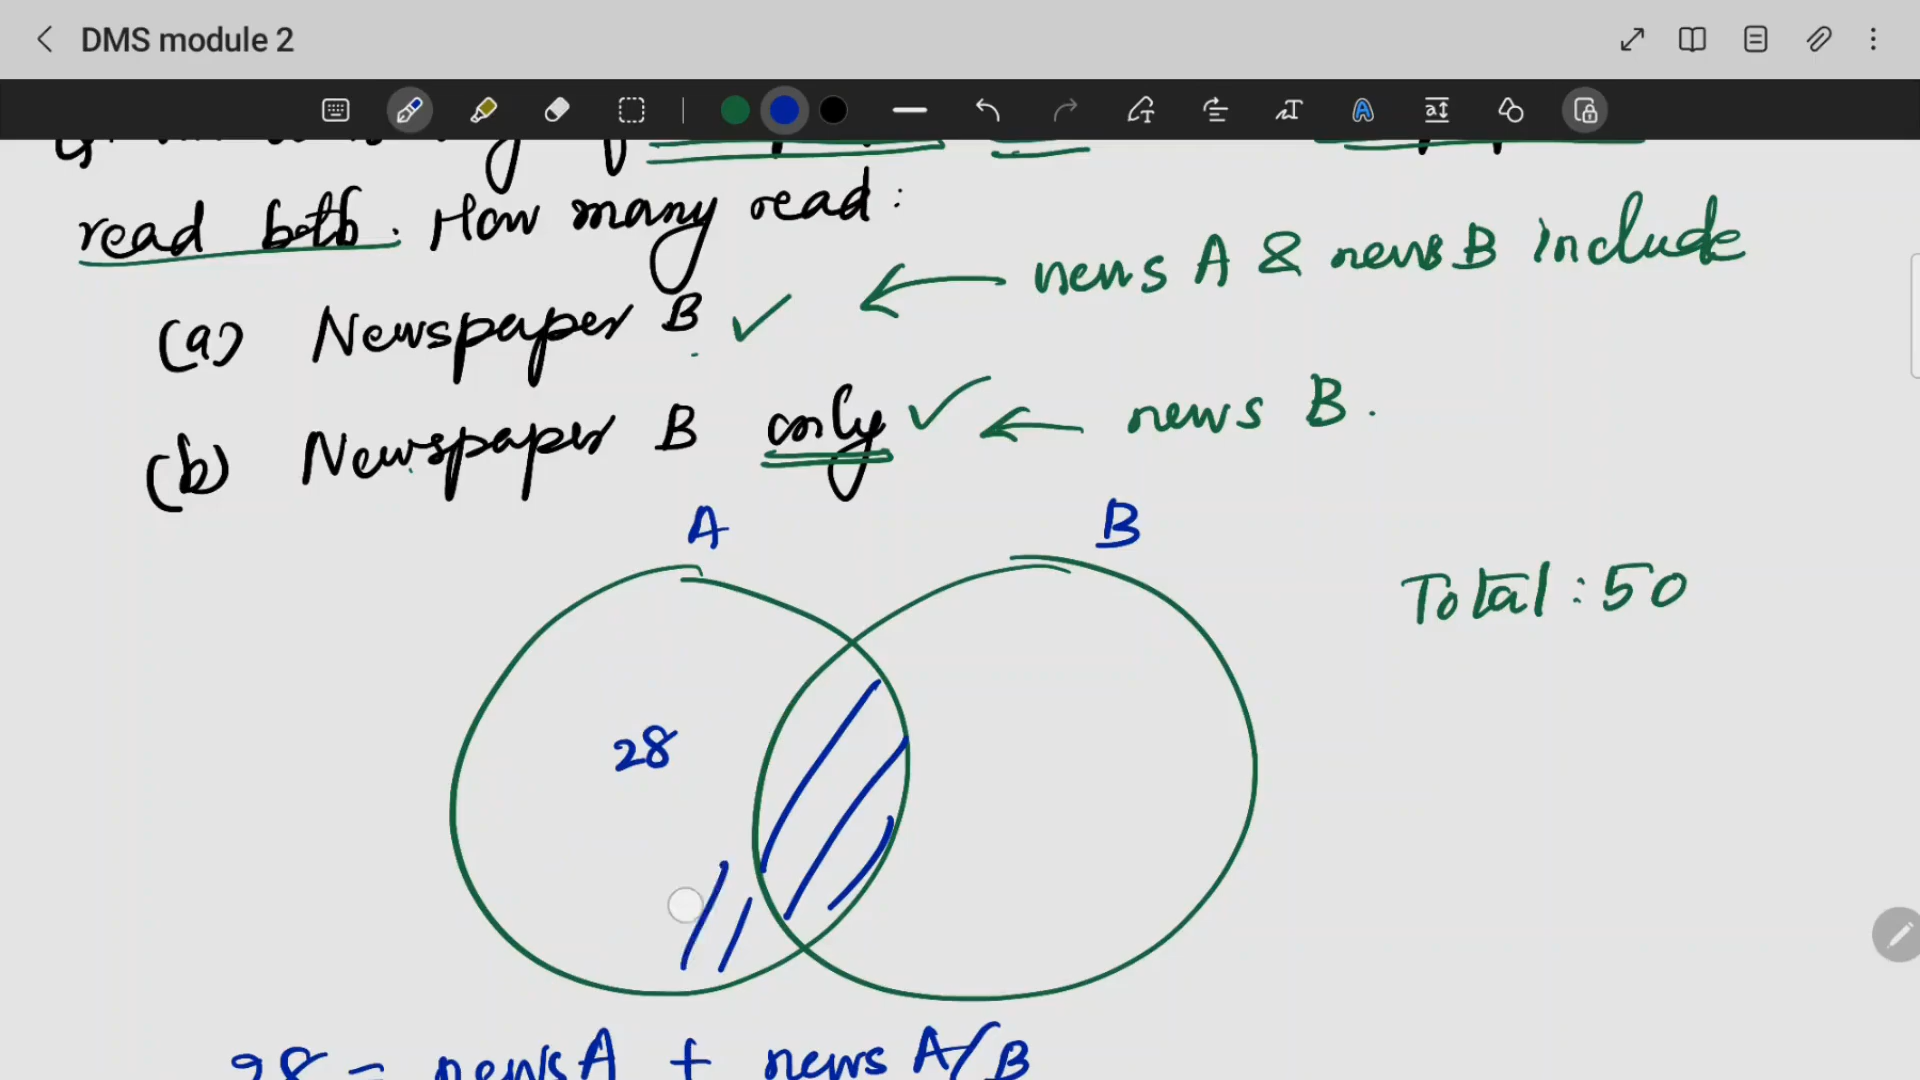 DMS module 2
read both. How many read:
news A & news B include
(a) Newspaper B
(b) Newspaper B only
news B.
A
B
Total: 50
28
28 = news A + news A/B